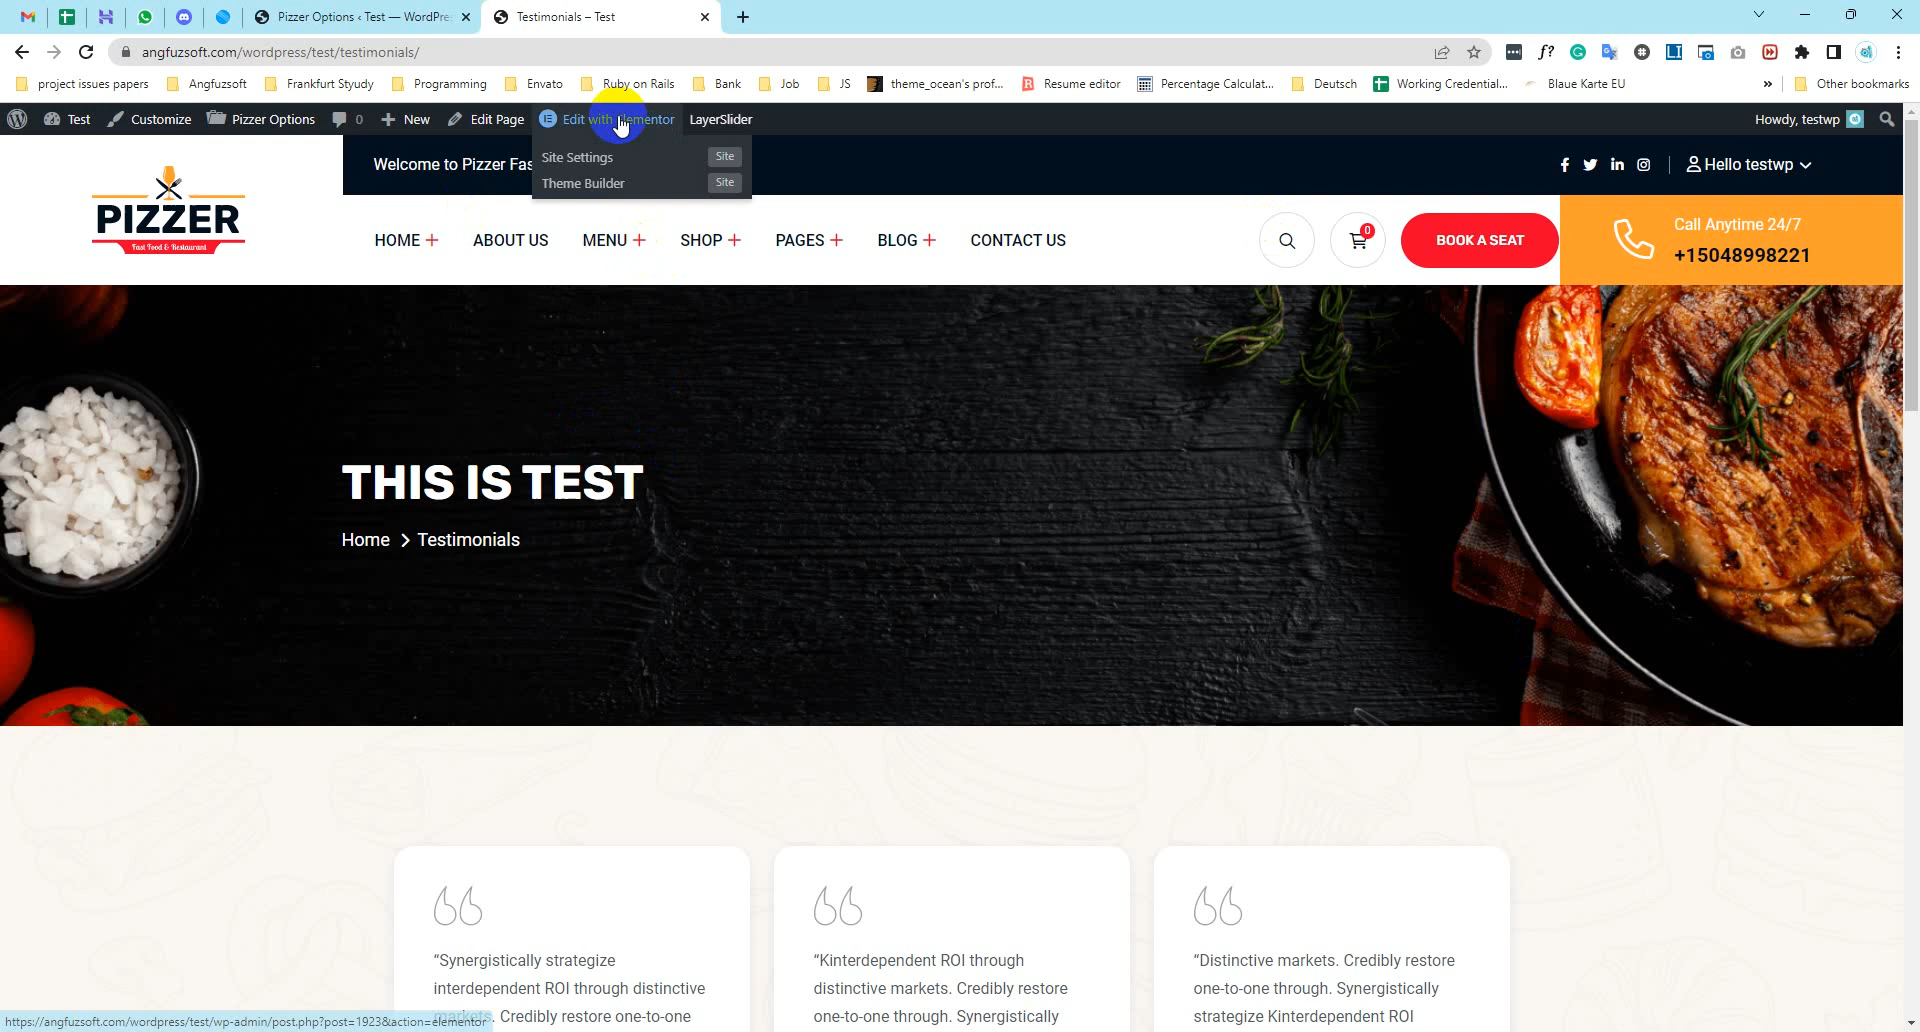 Pizzer Options ‹ Test — WordPre
Testimonials – Test
angfuzsoft.com/wordpress/test/testimonials/
project issues papers
Angfuzsoft
Frankfurt Styudy
Programming
Envato
Ruby on Rails
Bank
Job
JS
theme_ocean's prof...
Resume editor
Percentage Calculat...
Deutsch
Working Credential...
Blaue Karte EU
»
Other bookmarks
Test
Customize
Pizzer Options
0
New
Edit Page
Edit with Elementor
LayerSlider
Howdy, testwp
Site Settings Site
Theme Builder Site
Welcome to Pizzer Fas
Hello testwp
PIZZER
Fast Food & Restaurant
HOME +
ABOUT US
MENU +
SHOP +
PAGES +
BLOG +
CONTACT US
0
BOOK A SEAT
Call Anytime 24/7
+15048998221
THIS IS TEST
Home > Testimonials
“Synergistically strategize
interdependent ROI through distinctive
markets. Credibly restore one-to-one
“Kinterdependent ROI through
distinctive markets. Credibly restore
one-to-one through. Synergistically
“Distinctive markets. Credibly restore
one-to-one through. Synergistically
strategize Kinterdependent ROI
https://angfuzsoft.com/wordpress/test/wp-admin/post.php?post=1923&action=elementor